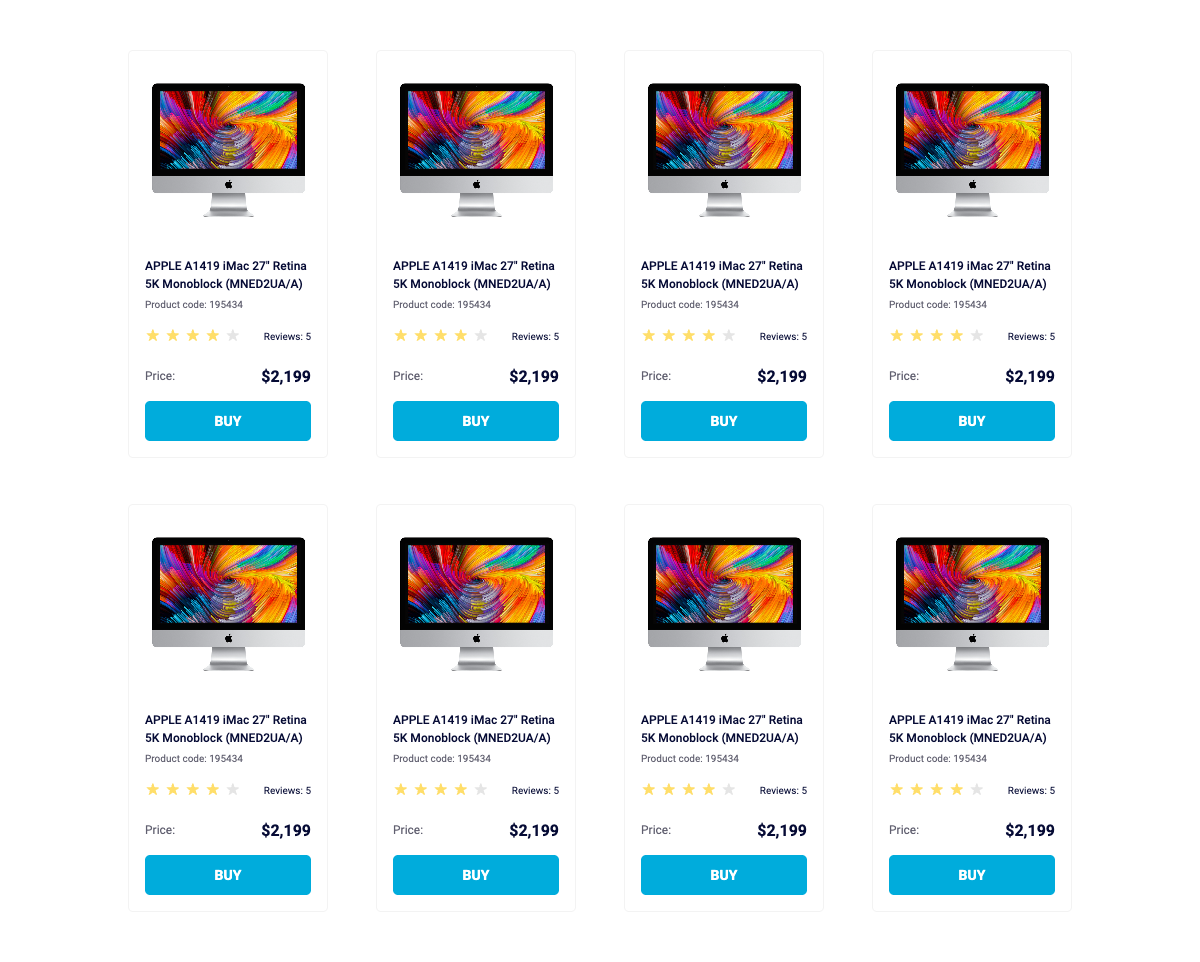 APPLE A1419 iMac 27" Retina
5K Monoblock (MNED2UA/A)
Product code: 195434
Reviews: 5
Price: $2,199
BUY
APPLE A1419 iMac 27" Retina
5K Monoblock (MNED2UA/A)
Product code: 195434
Reviews: 5
Price: $2,199
BUY
APPLE A1419 iMac 27" Retina
5K Monoblock (MNED2UA/A)
Product code: 195434
Reviews: 5
Price: $2,199
BUY
APPLE A1419 iMac 27" Retina
5K Monoblock (MNED2UA/A)
Product code: 195434
Reviews: 5
Price: $2,199
BUY
APPLE A1419 iMac 27" Retina
5K Monoblock (MNED2UA/A)
Product code: 195434
Reviews: 5
Price: $2,199
BUY
APPLE A1419 iMac 27" Retina
5K Monoblock (MNED2UA/A)
Product code: 195434
Reviews: 5
Price: $2,199
BUY
APPLE A1419 iMac 27" Retina
5K Monoblock (MNED2UA/A)
Product code: 195434
Reviews: 5
Price: $2,199
BUY
APPLE A1419 iMac 27" Retina
5K Monoblock (MNED2UA/A)
Product code: 195434
Reviews: 5
Price: $2,199
BUY